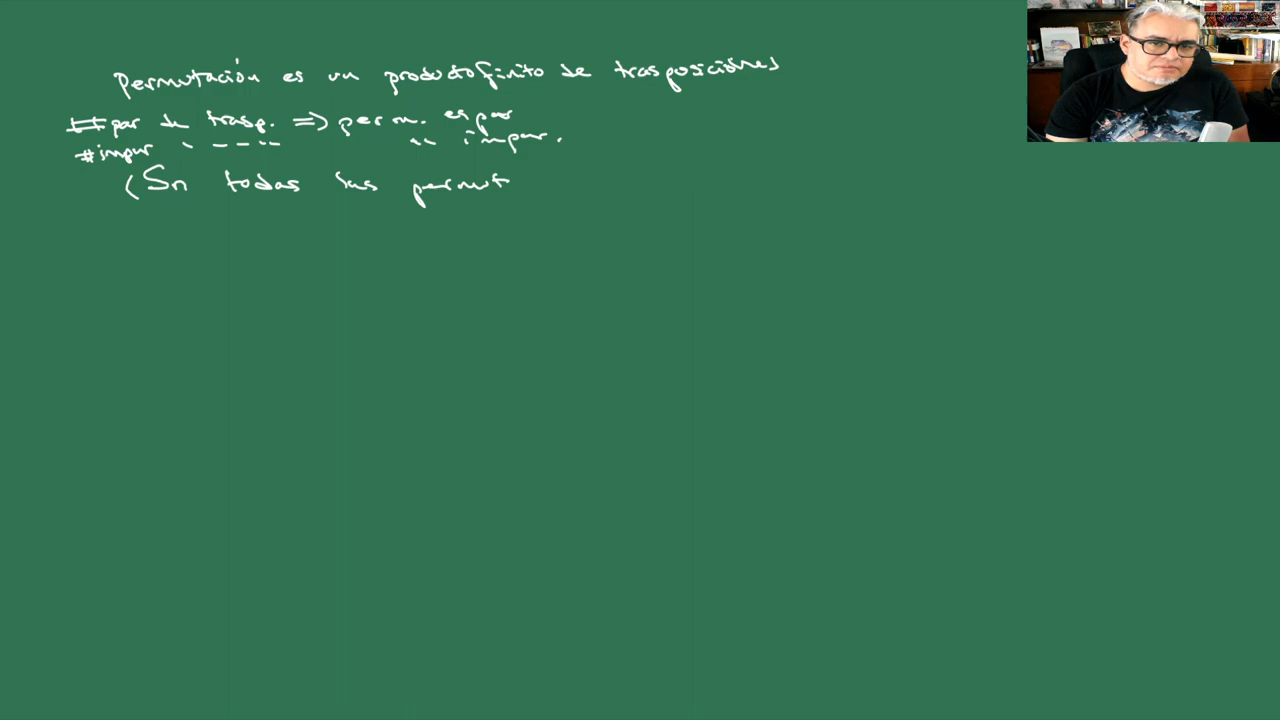 Permutación es un producto finito de trasposiciones
# par de trasp. => perm. es par
# impar " - - - " " impar.
(Sn todas las permut